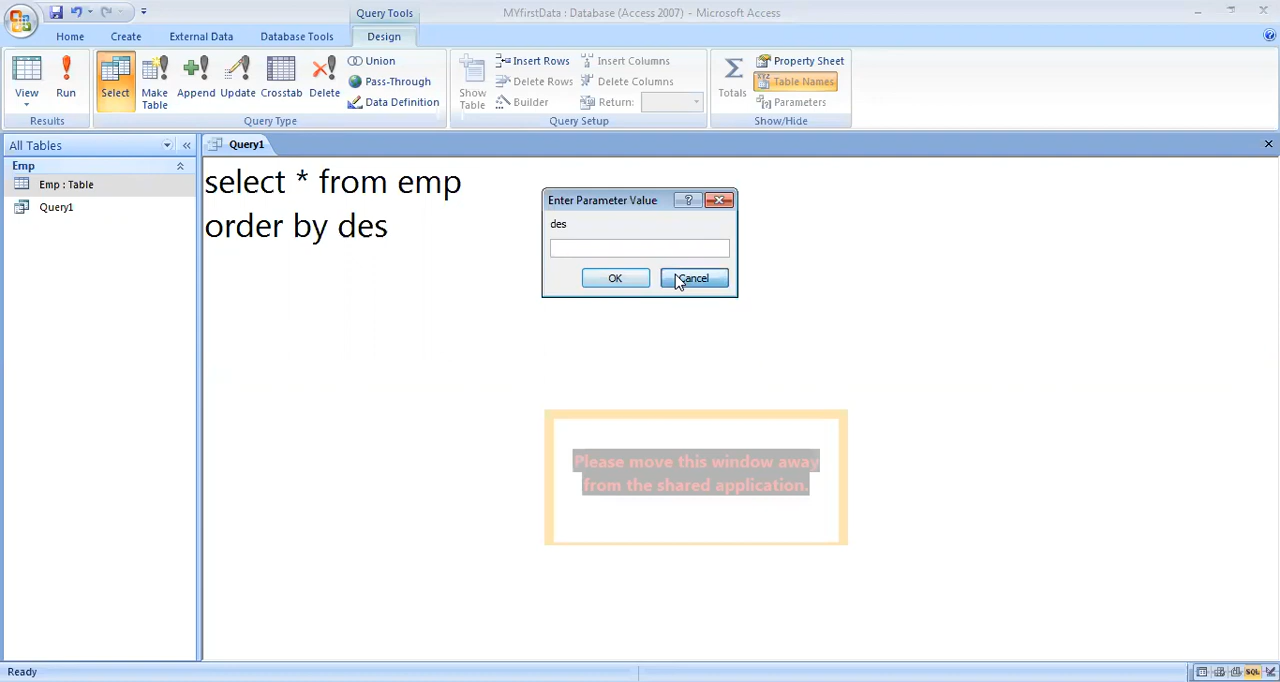 Query Tools
MYfirstData : Database (Access 2007) - Microsoft Access
Home
Create
External Data
Database Tools
Design
View
Run
Select
Make
Table
Append
Update
Crosstab
Delete
Union
Pass-Through
Data Definition
Show
Table
Insert Rows
Delete Rows
Builder
Insert Columns
Delete Columns
Return:
Totals
Property Sheet
Table Names
Parameters
Results
Query Type
Query Setup
Show/Hide
All Tables
Query1
Emp
Emp : Table
Query1
select * from emp
order by des
Enter Parameter Value
des
OK
Cancel
Please move this window away
from the shared application.
Ready
SQL